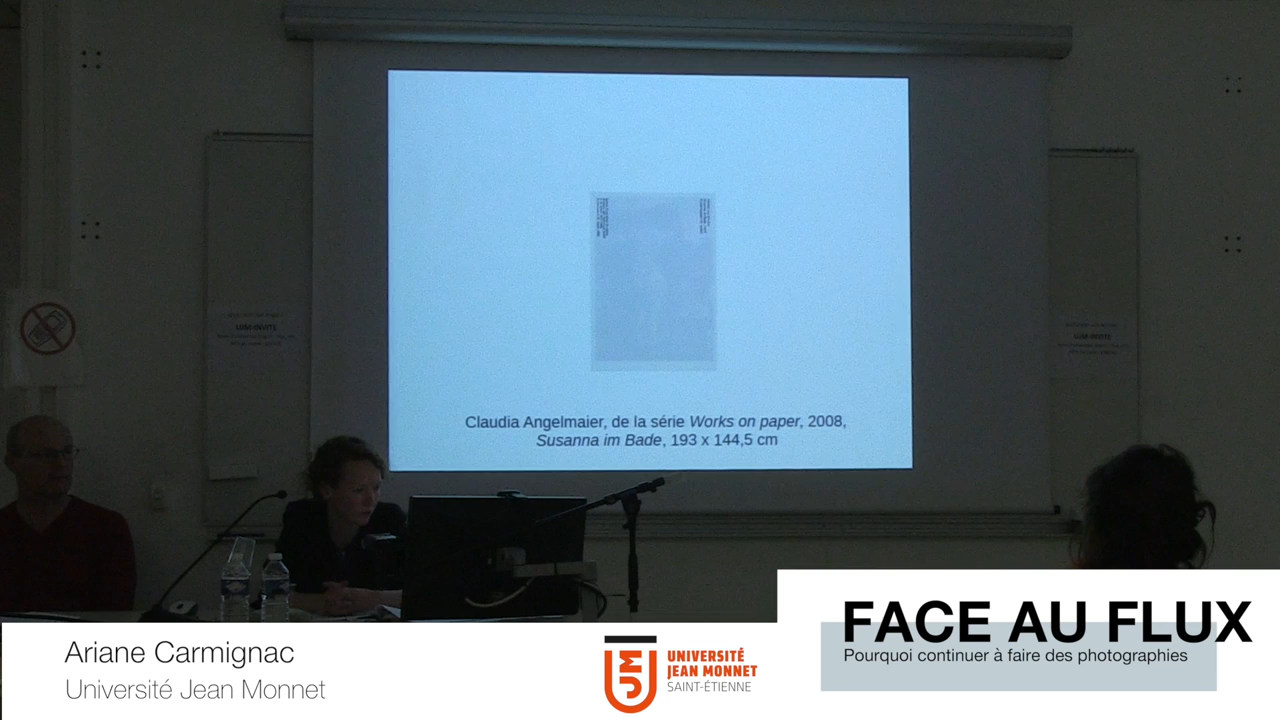 Claudia Angelmaier, de la série Works on paper, 2008,
Susanna im Bade, 193 x 144,5 cm
Ariane Carmignac
Université Jean Monnet
UJM
UNIVERSITÉ
JEAN MONNET
SAINT-ÉTIENNE
FACE AU FLUX
Pourquoi continuer à faire des photographies